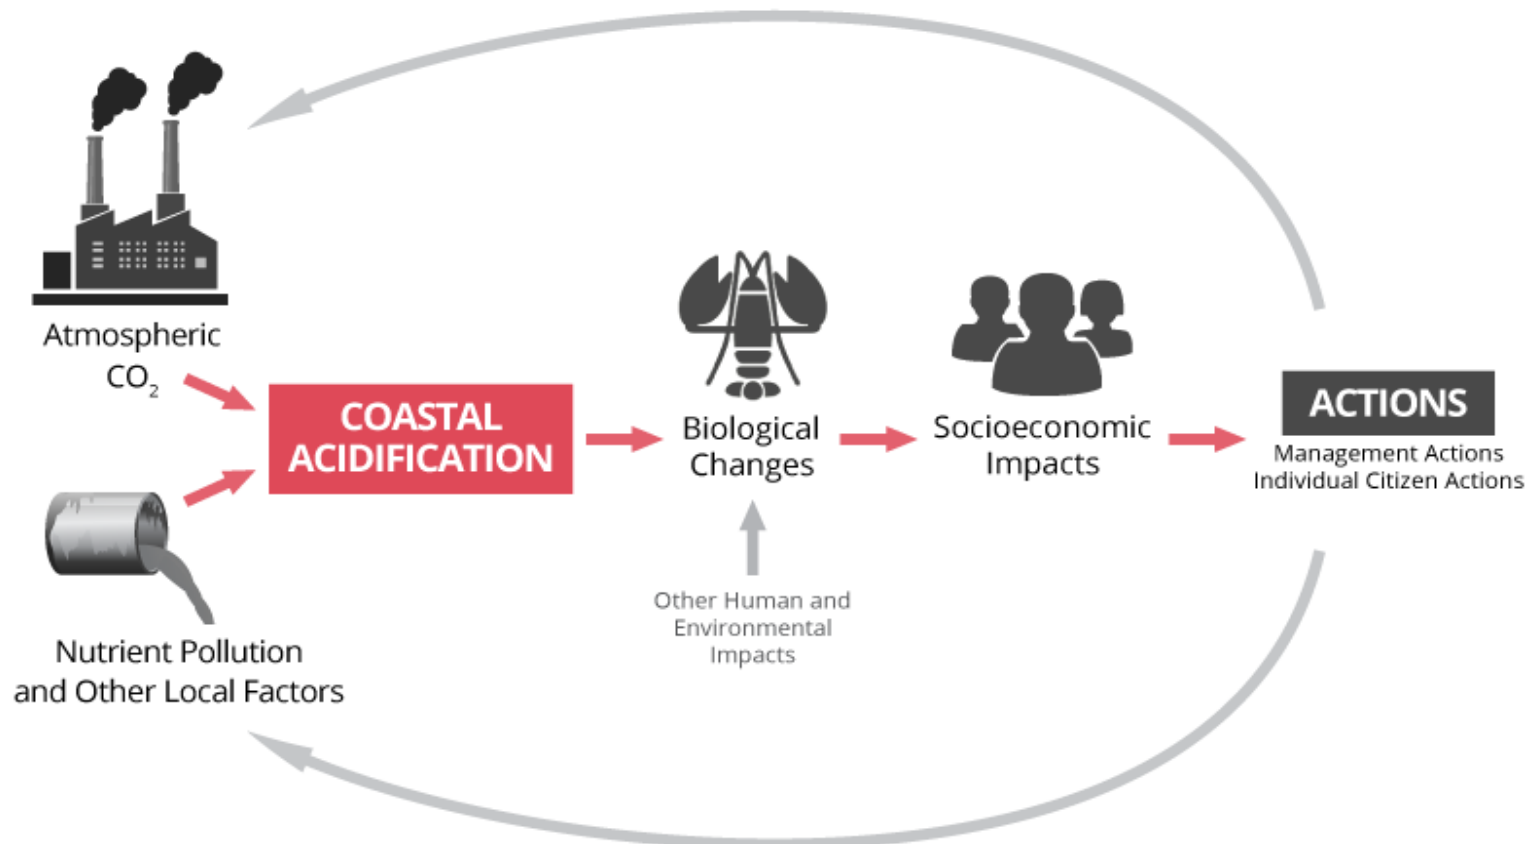 Atmospheric
CO₂
COASTAL
ACIDIFICATION
Nutrient Pollution
and Other Local Factors
Biological
Changes
Other Human and
Environmental
Impacts
Socioeconomic
Impacts
ACTIONS
Management Actions
Individual Citizen Actions